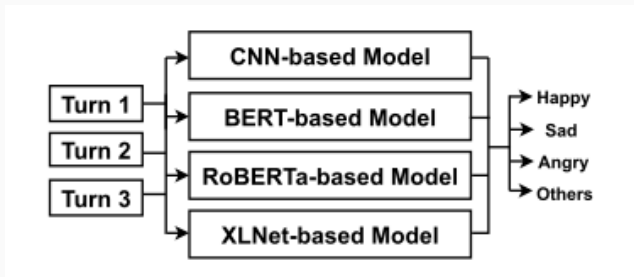 Turn 1
Turn 2
Turn 3
CNN-based Model
BERT-based Model
RoBERTa-based Model
XLNet-based Model
Happy
Sad
Angry
Others